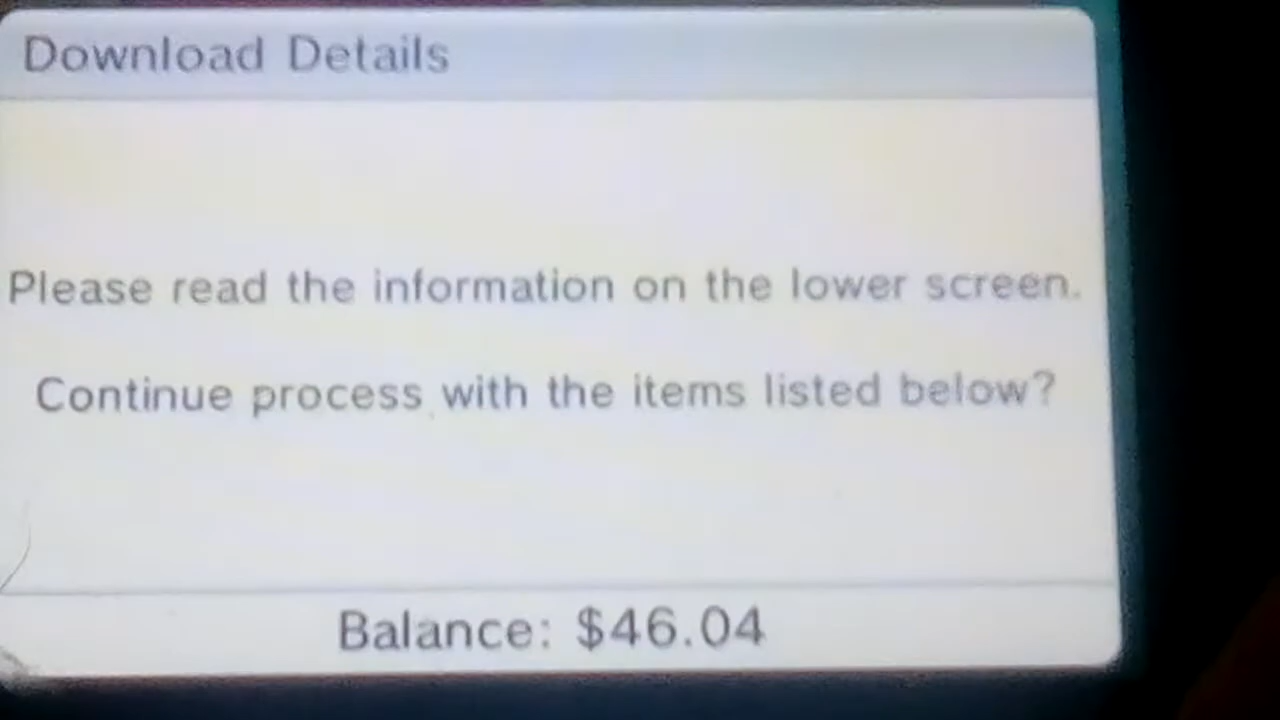 Download Details
Please read the information on the lower screen.
Continue process with the items listed below?
Balance: $46.04